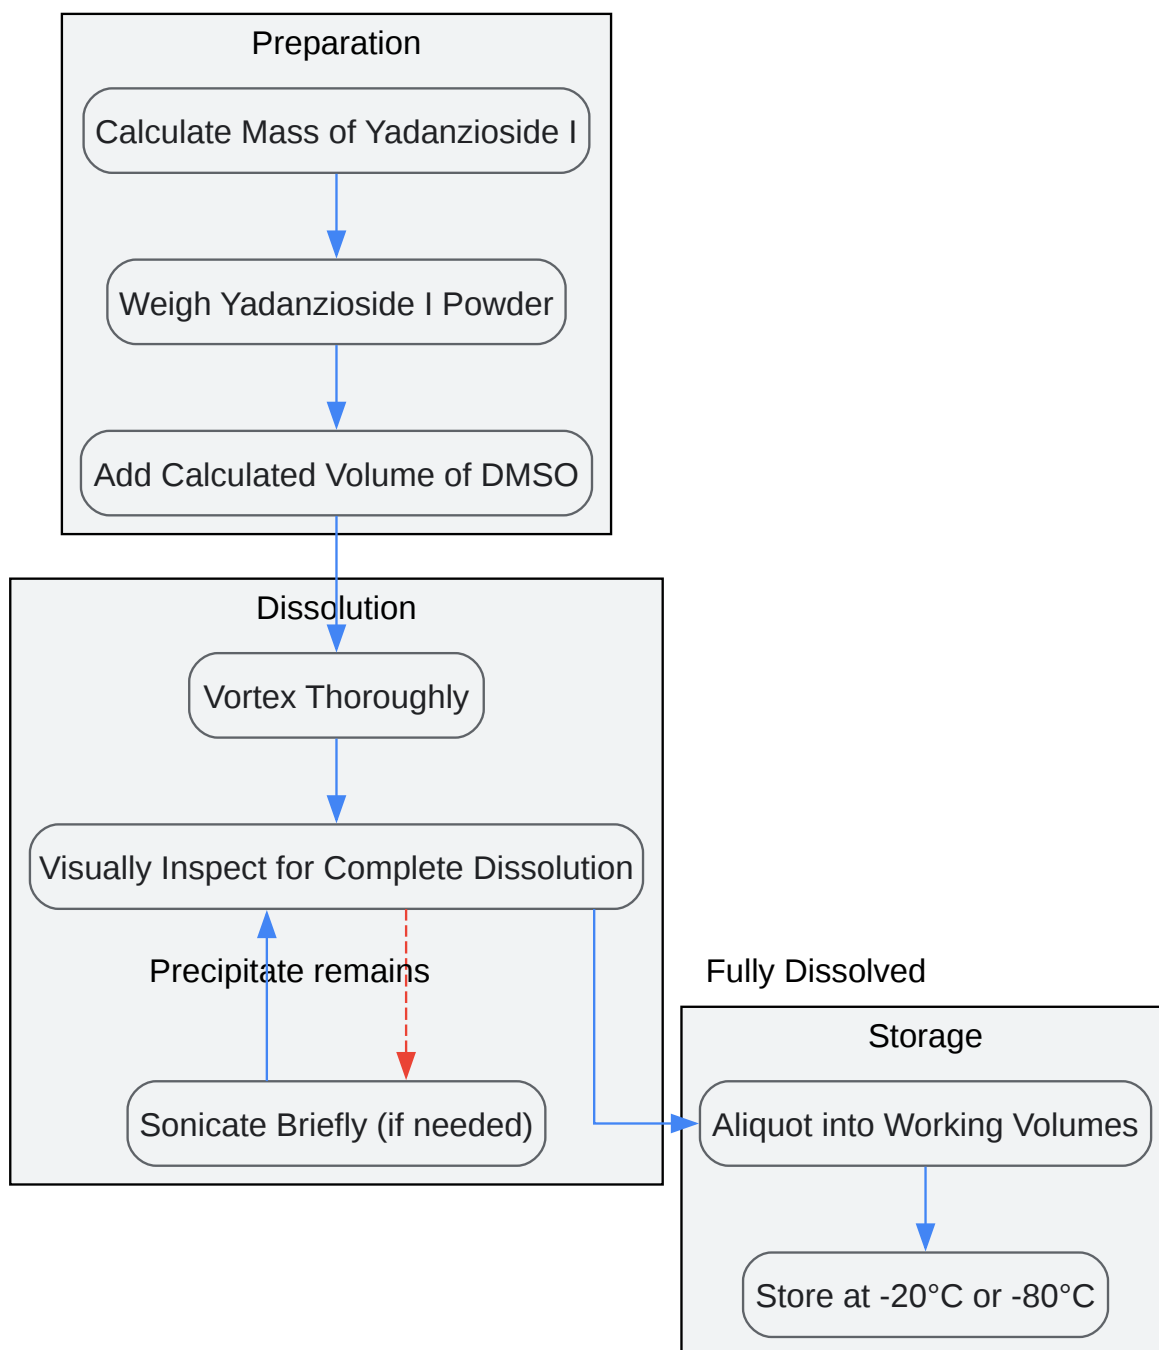 Preparation
Calculate Mass of Yadanzioside I
Weigh Yadanzioside I Powder
Add Calculated Volume of DMSO
Dissolution
Vortex Thoroughly
Visually Inspect for Complete Dissolution
Precipitate remains
Fully Dissolved
Sonicate Briefly (if needed)
Storage
Aliquot into Working Volumes
Store at -20°C or -80°C